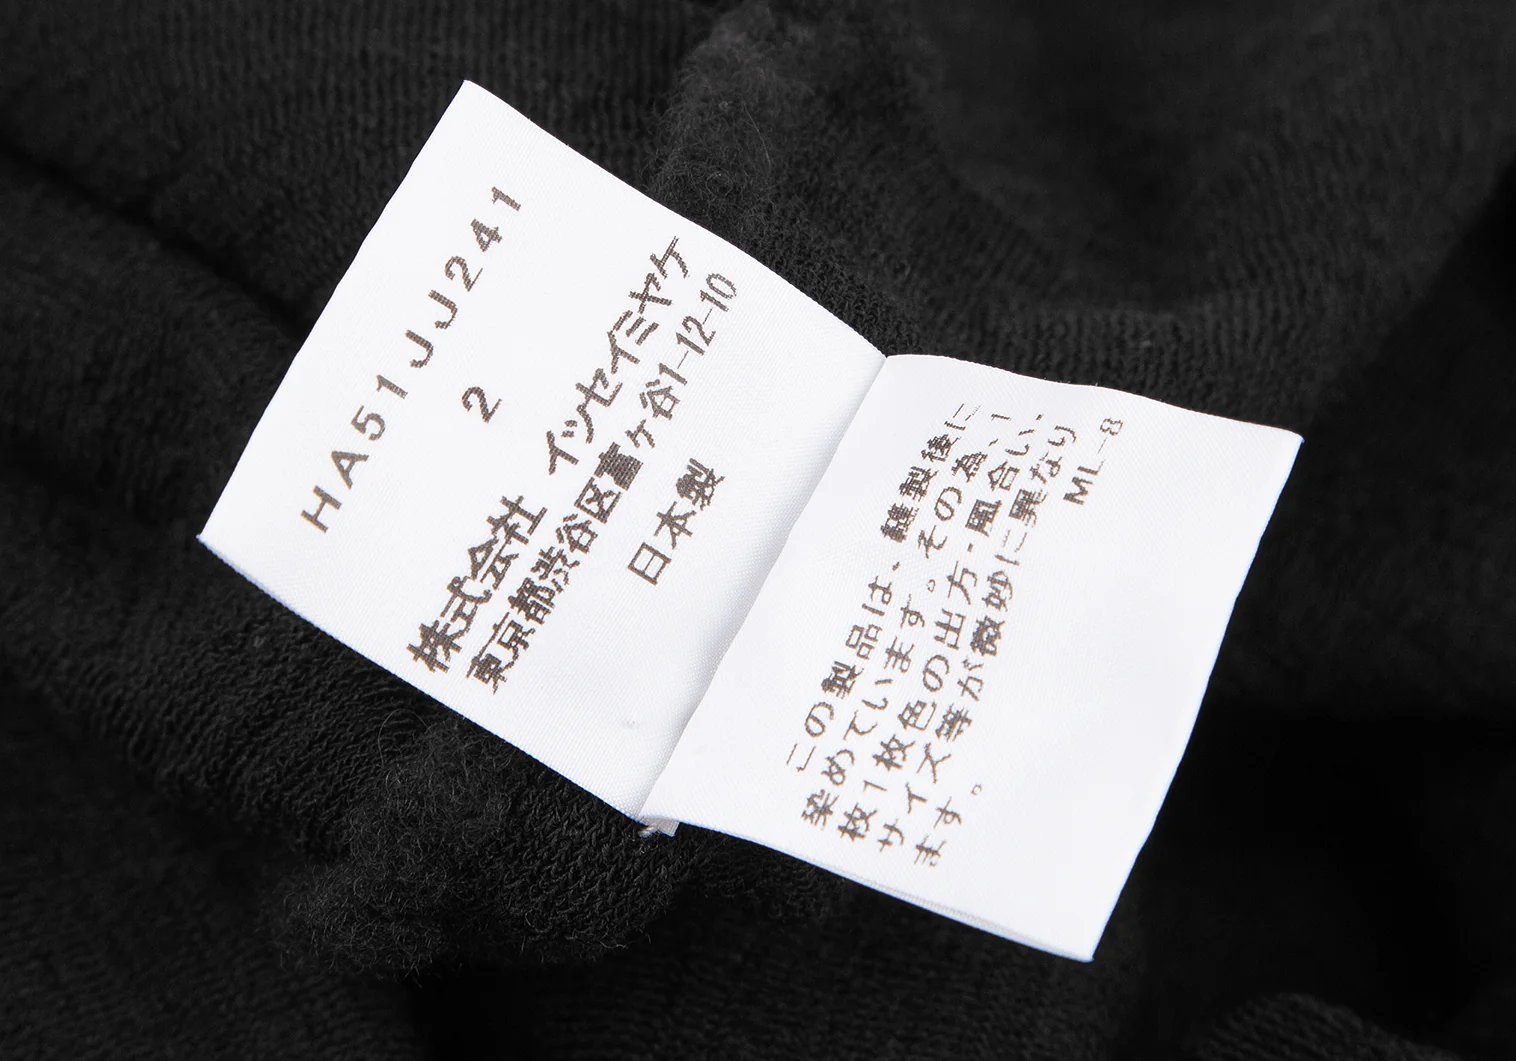 HA51JJ241
2
株式会社 イッセイミヤケ
東京都渋谷区富ヶ谷1-12-10
日本製
この製品は、縫製後に
染めています。その為、1
枚1枚色の出方・風合い・
サイズ等が微妙に異なり
ます。
ML-8